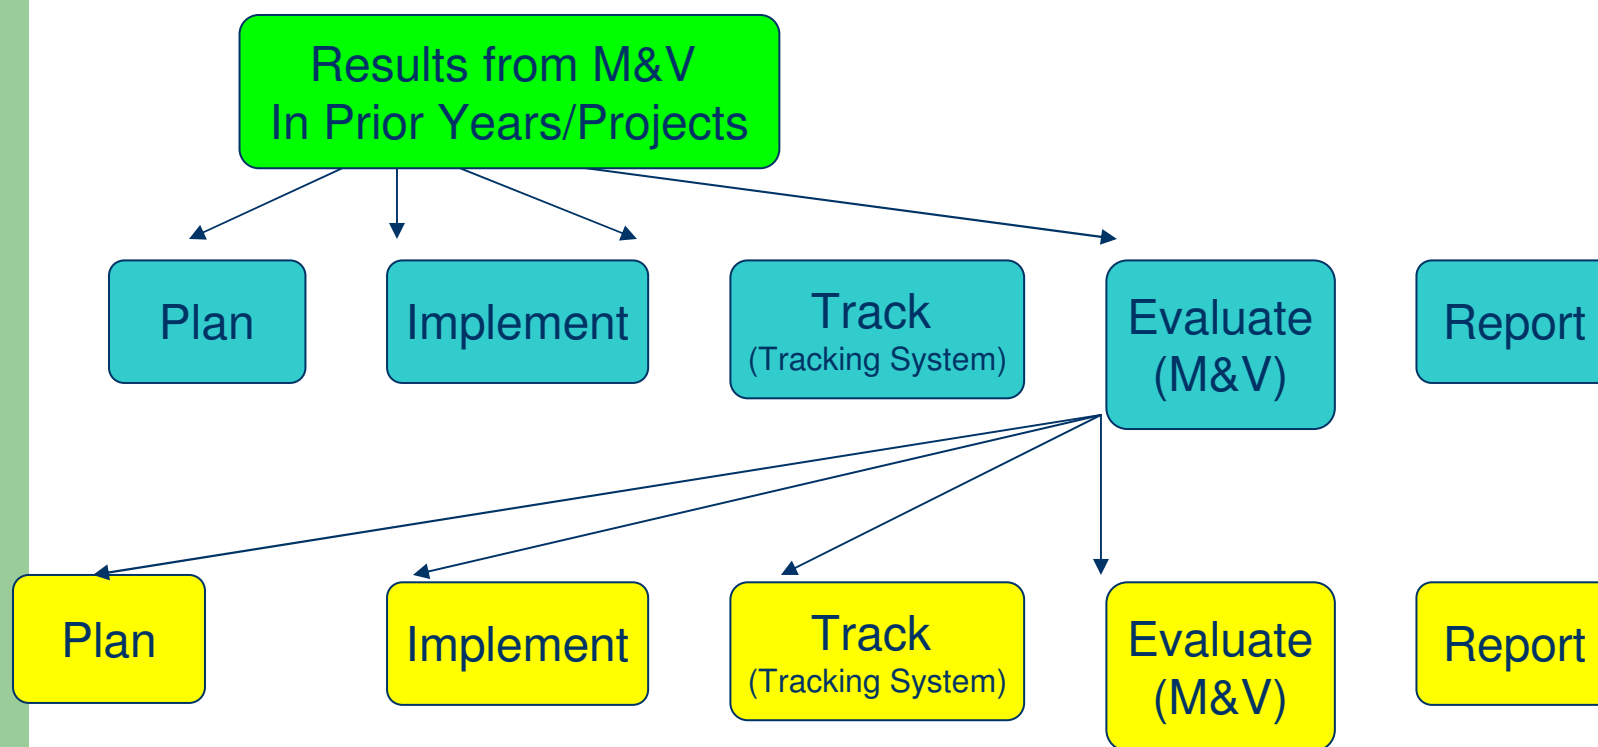 Results from M&V
In Prior Years/Projects
Plan
Implement
Track
(Tracking System)
Evaluate
(M&V)
Report
Plan
Implement
Track
(Tracking System)
Evaluate
(M&V)
Report